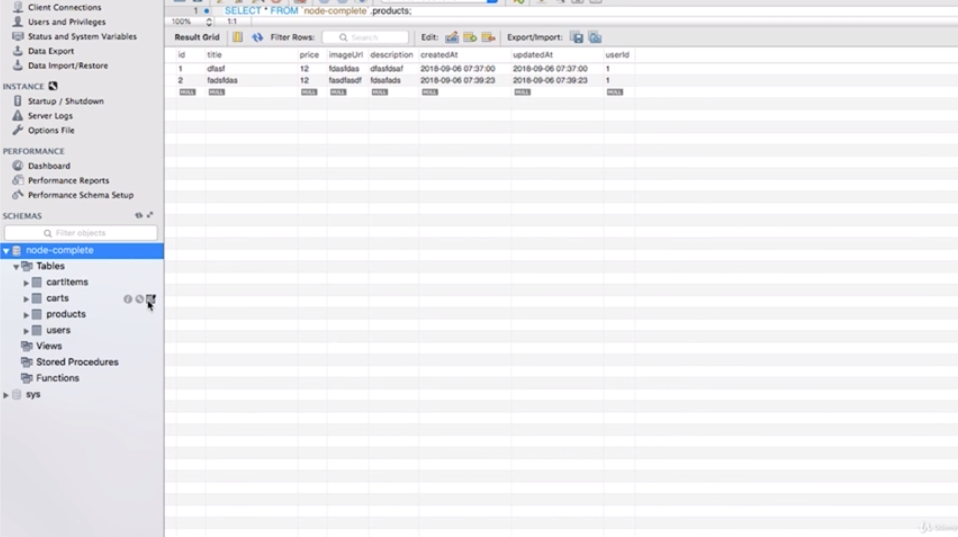 Client Connections
Users and Privileges
Status and System Variables
Data Export
Data Import/Restore
INSTANCE
Startup / Shutdown
Server Logs
Options File
PERFORMANCE
Dashboard
Performance Reports
Performance Schema Setup
SCHEMAS
Filter objects
node-complete
Tables
cartItems
carts
products
users
Views
Stored Procedures
Functions
sys
1 SELECT * FROM `node-complete`.products;
100% 1:1
Result Grid Filter Rows: Search Edit: Export/Import:
id title price imageUrl description createdAt updatedAt userId
1 dfasf 12 fdasfdas dfasfdsaf 2018-09-06 07:37:00 2018-09-06 07:37:00 1
2 fadsfdas 12 fasdfasdf fdsafads 2018-09-06 07:39:23 2018-09-06 07:39:23 1
NULL NULL NULL NULL NULL NULL NULL NULL
Udemy